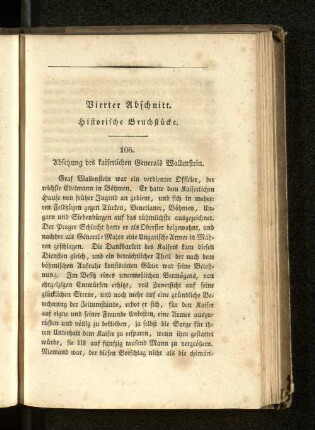 Vierter Abschnitt.
Historische Bruchstücke.
106.
Absetzung des kaiserlichen Generals Wallenstein.
Graf Wallenstein war ein verdienter Officier, der
reichste Edelmann in Böhmen. Er hatte dem Kaiserlichen
Hause von früher Jugend an gedient, und sich in mehre-
ren Feldzügen gegen Türken, Venetianer, Böhmen, Un-
garn und Siebenbürgen auf das rühmlichste ausgezeichnet.
Der Prager Schlacht hatte er als Oberster beigewohnt, und
nachher als General-Major eine Ungarische Armee in Mäh-
ren geschlagen. Die Dankbarkeit des Kaisers kam diesen
Diensten gleich, und ein beträchtlicher Theil der nach dem
böhmischen Aufruhr konfiscirten Güter war seine Beloh-
nung. Im Besitz eines unermeßlichen Vermögens, von
ehrgeizigen Entwürfen erhitzt, voll Zuversicht auf seine
glücklichen Sterne, und noch mehr auf eine gründliche Be-
rechnung der Zeitumstände, erbot er sich, für den Kaiser
auf eigne und seiner Freunde Unkosten, eine Armee auszu-
rüsten und völlig zu bekleiden, ja selbst die Sorge für ih-
ren Unterhalt dem Kaiser zu ersparen, wenn ihm gestattet
würde, sie bis auf funfzig tausend Mann zu vergrößern.
Niemand war, der diesen Vorschlag nicht als die chimäri-